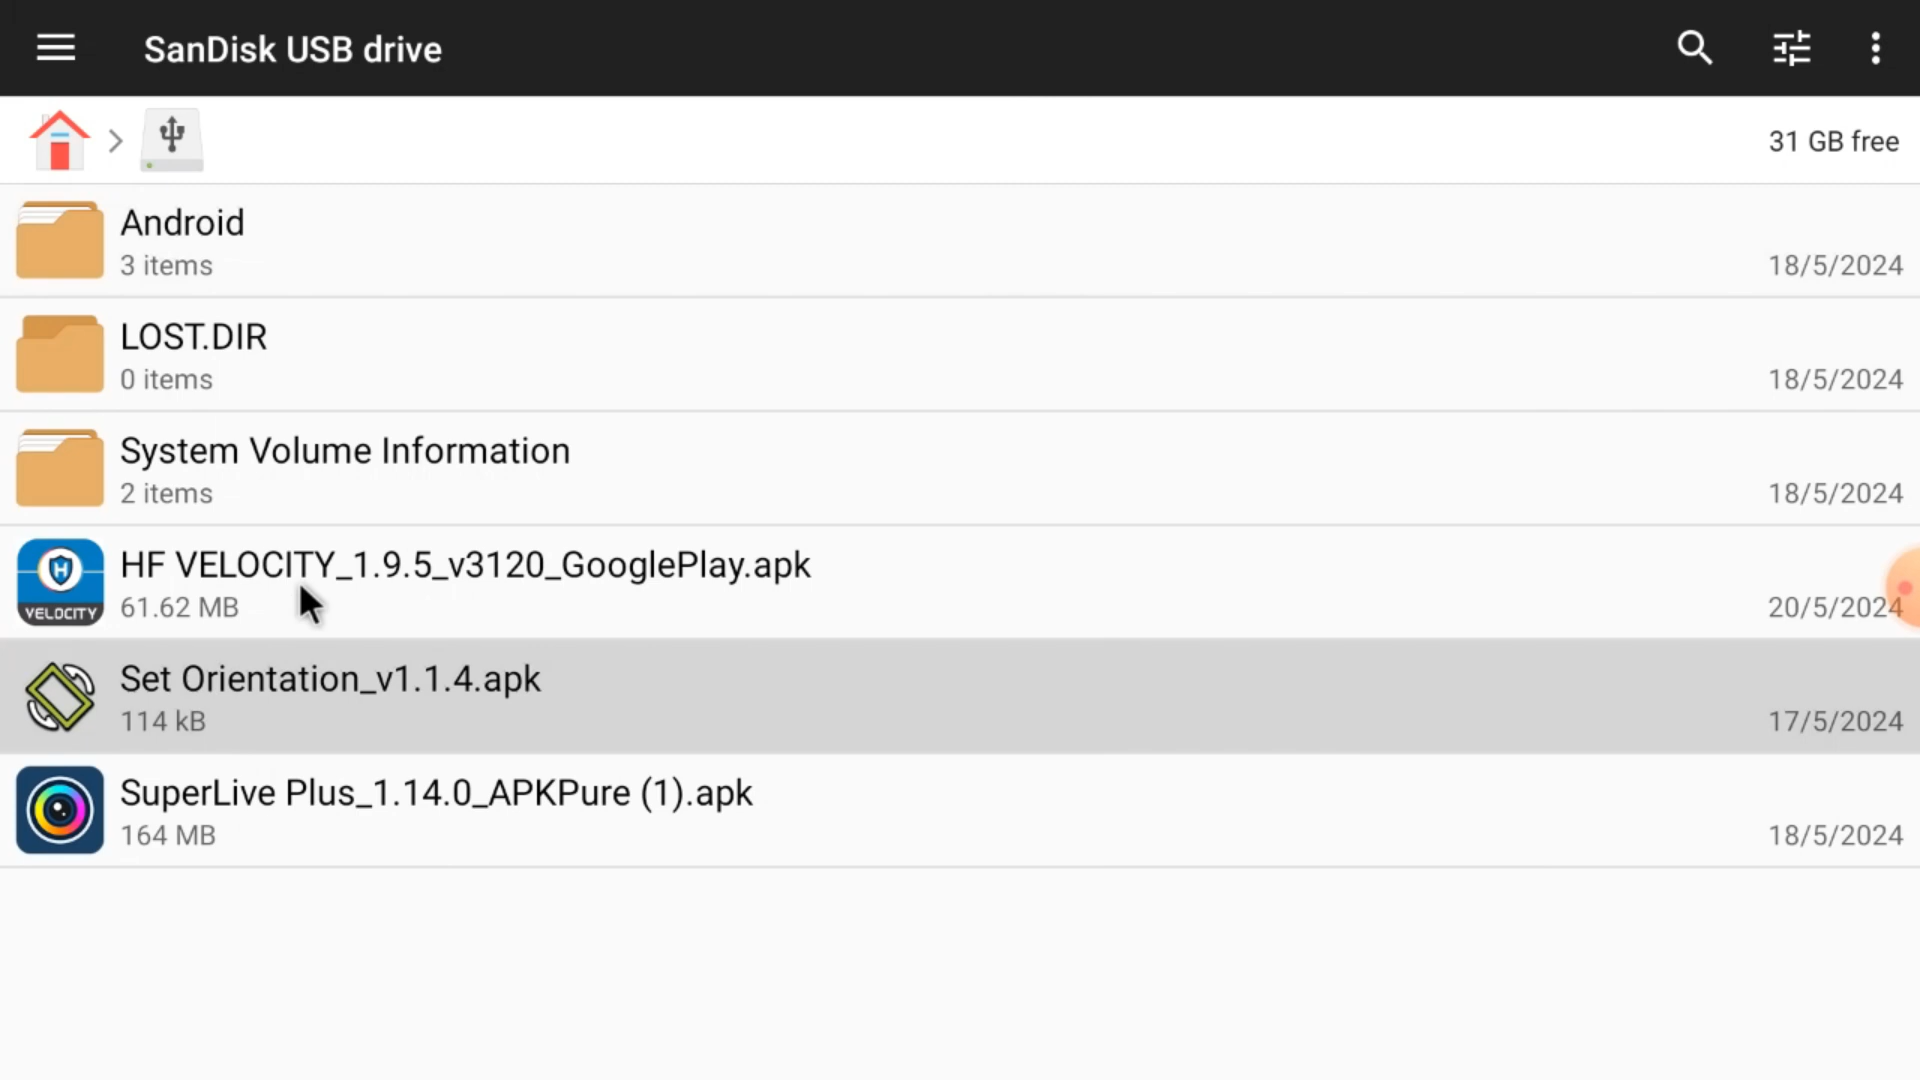 SanDisk USB drive
31 GB free
Android
3 items
18/5/2024
LOST.DIR
0 items
18/5/2024
System Volume Information
2 items
18/5/2024
HF VELOCITY_1.9.5_v3120_GooglePlay.apk
H
VELOCITY
61.62 MB
20/5/2024
Set Orientation_v1.1.4.apk
114 kB
17/5/2024
SuperLive Plus_1.14.0_APKPure (1).apk
164 MB
18/5/2024